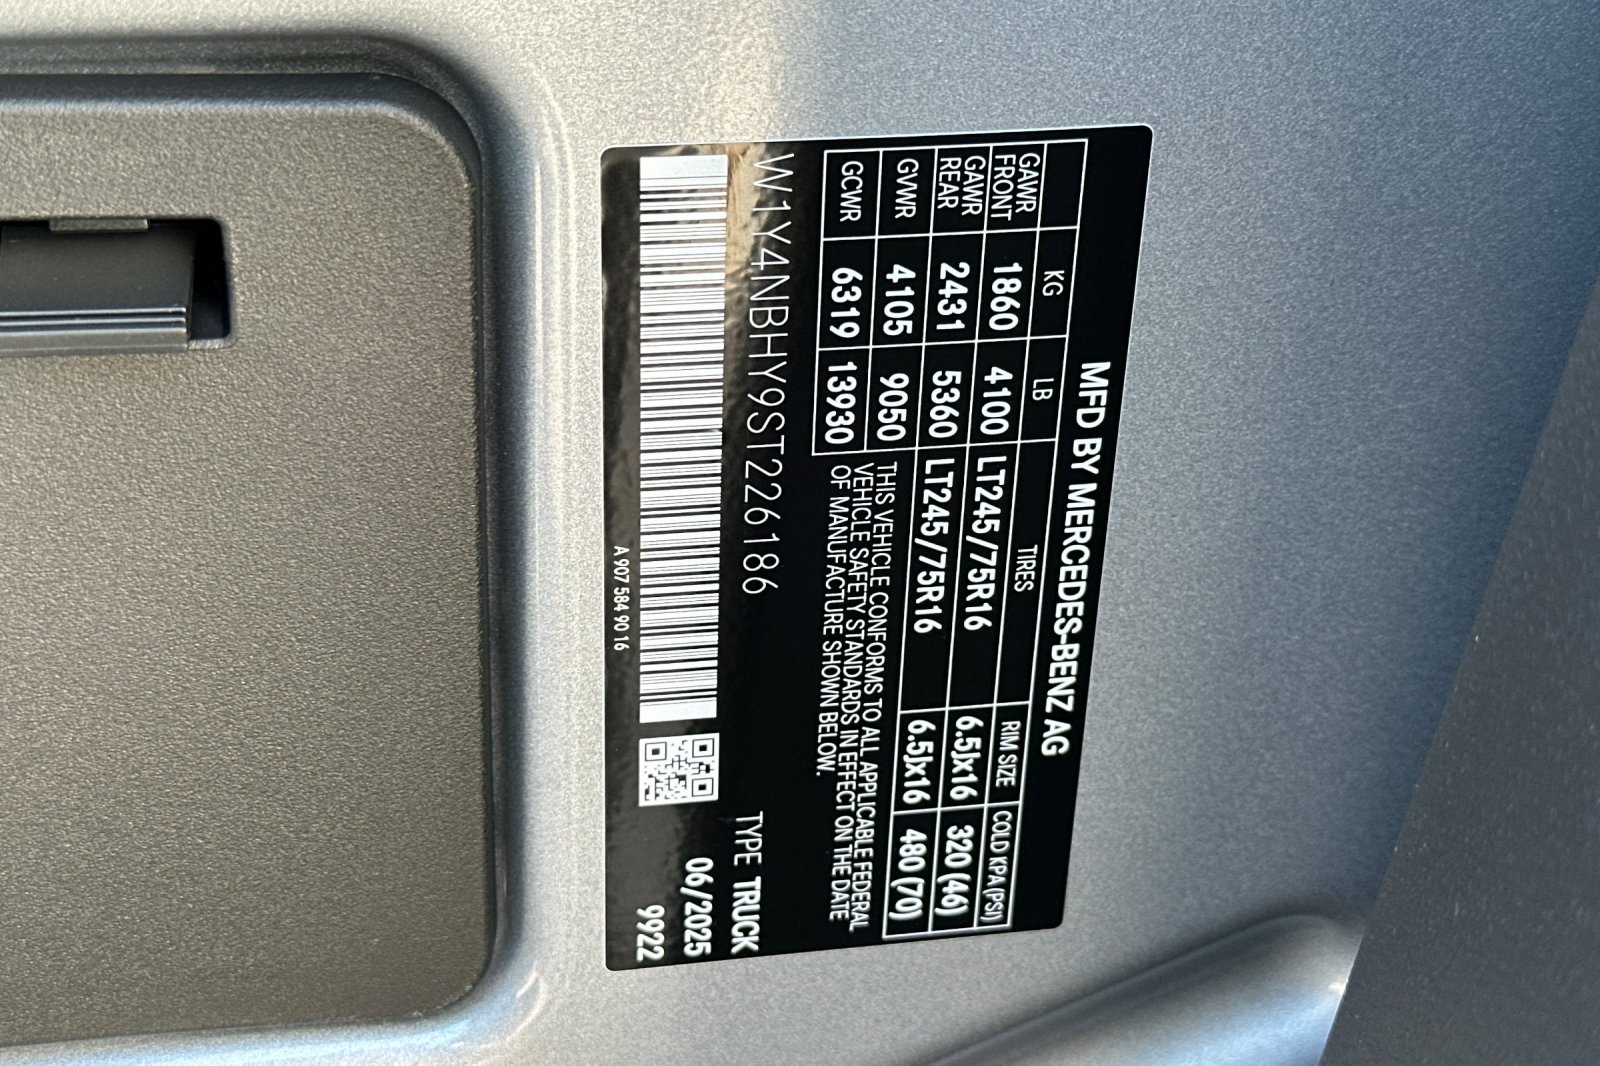 MFD BY MERCEDES-BENZ AG
KG LB TIRES RIM SIZE COLD KPA (PSI)
GAWR FRONT 1860 4100 LT245/75R16 6.5Jx16 320 (46)
GAWR REAR 2431 5360 LT245/75R16 6.5Jx16 480 (70)
GVWR 4105 9050
GCWR 6319 13930
THIS VEHICLE CONFORMS TO ALL APPLICABLE FEDERAL
VEHICLE SAFETY STANDARDS IN EFFECT ON THE DATE
OF MANUFACTURE SHOWN BELOW.
W1Y4NBHY9ST226186
TYPE TRUCK
06/2025
9922
A 907 584 90 16